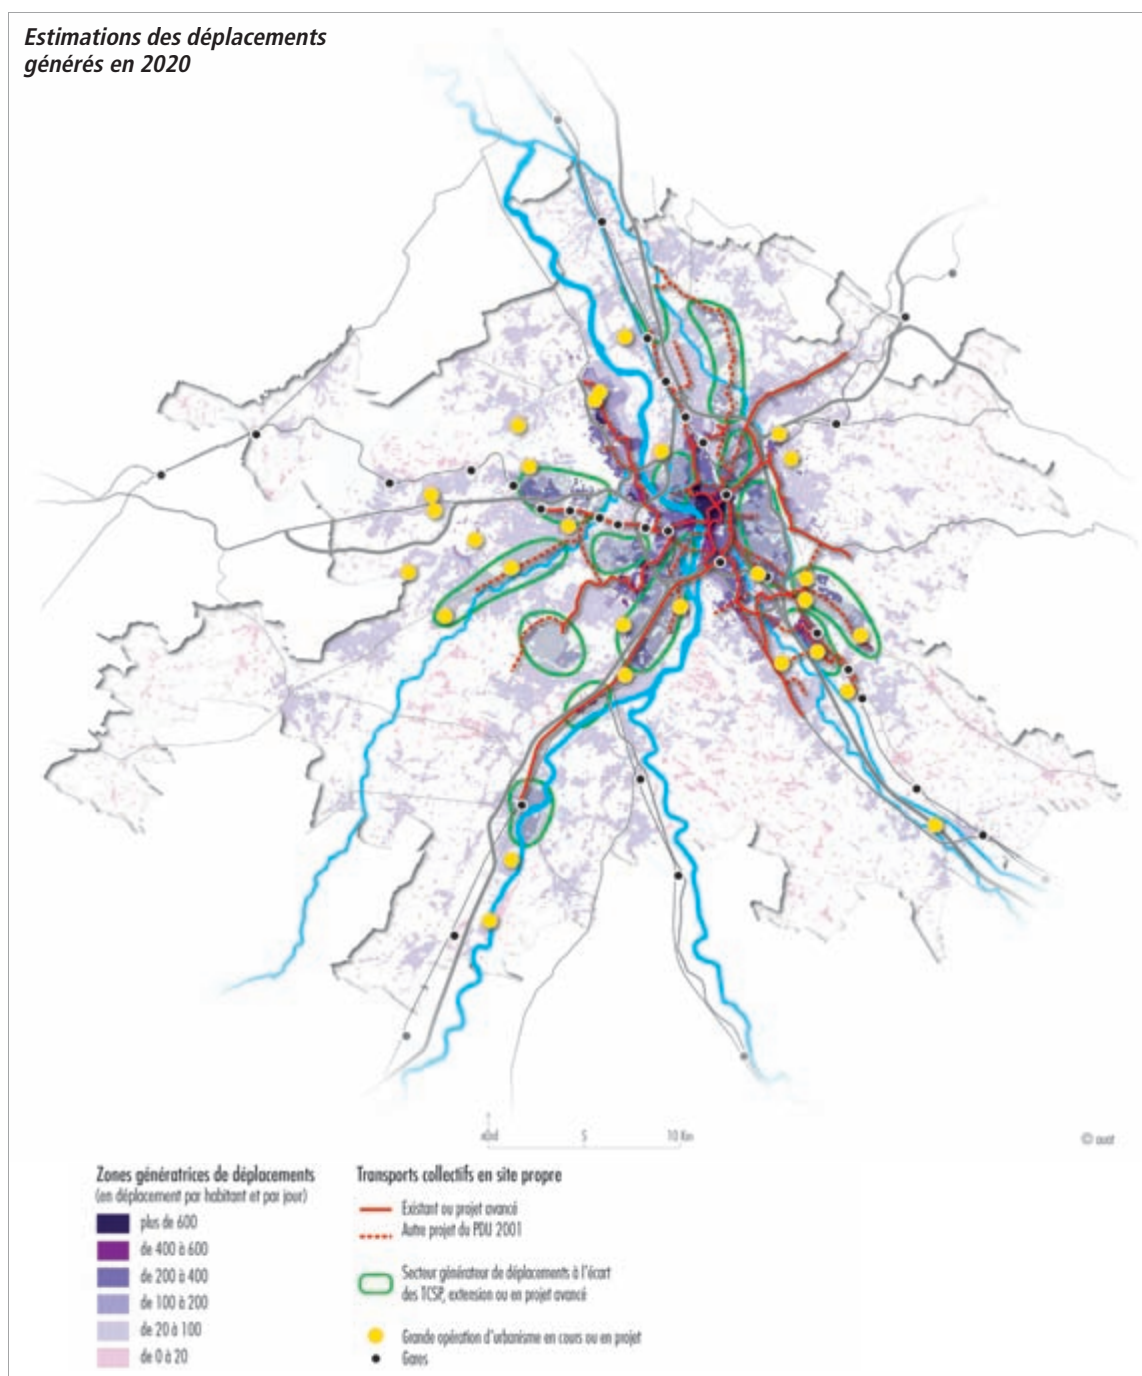 Estimations des déplacements
générés en 2020
5
10 Km
© auat
Zones génératrices de déplacements
(en déplacement par habitant et par jour)
plus de 600
de 400 à 600
de 200 à 400
de 100 à 200
de 20 à 100
de 0 à 20
Transports collectifs en site propre
Existant ou projet avancé
Autre projet du PDU 2001
Secteur générateur de déplacements à l'écart
des TCSP, extension ou en projet avancé
Grande opération d'urbanisme en cours ou en projet
Gares